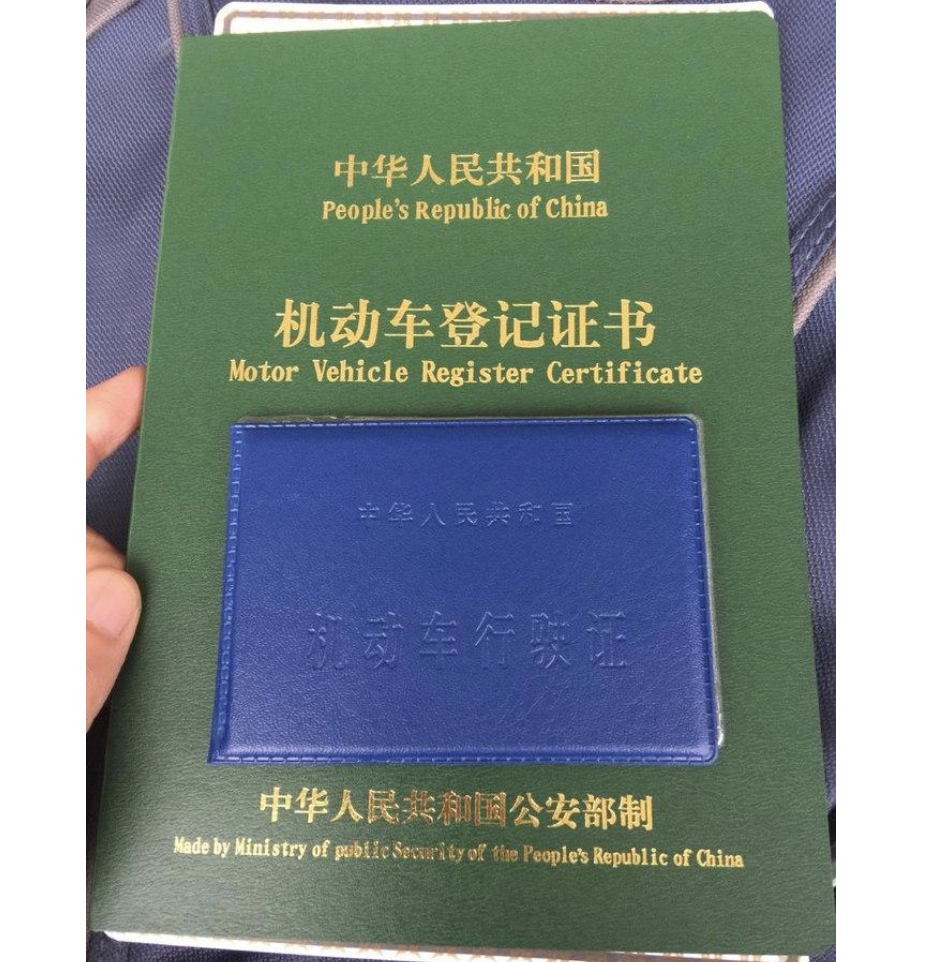 中华人民共和国
People's Republic of China
机动车登记证书
Motor Vehicle Register Certificate
中华人民共和国
机动车行驶证
中华人民共和国公安部制
Made by Ministry of public Security of the People's Republic of China